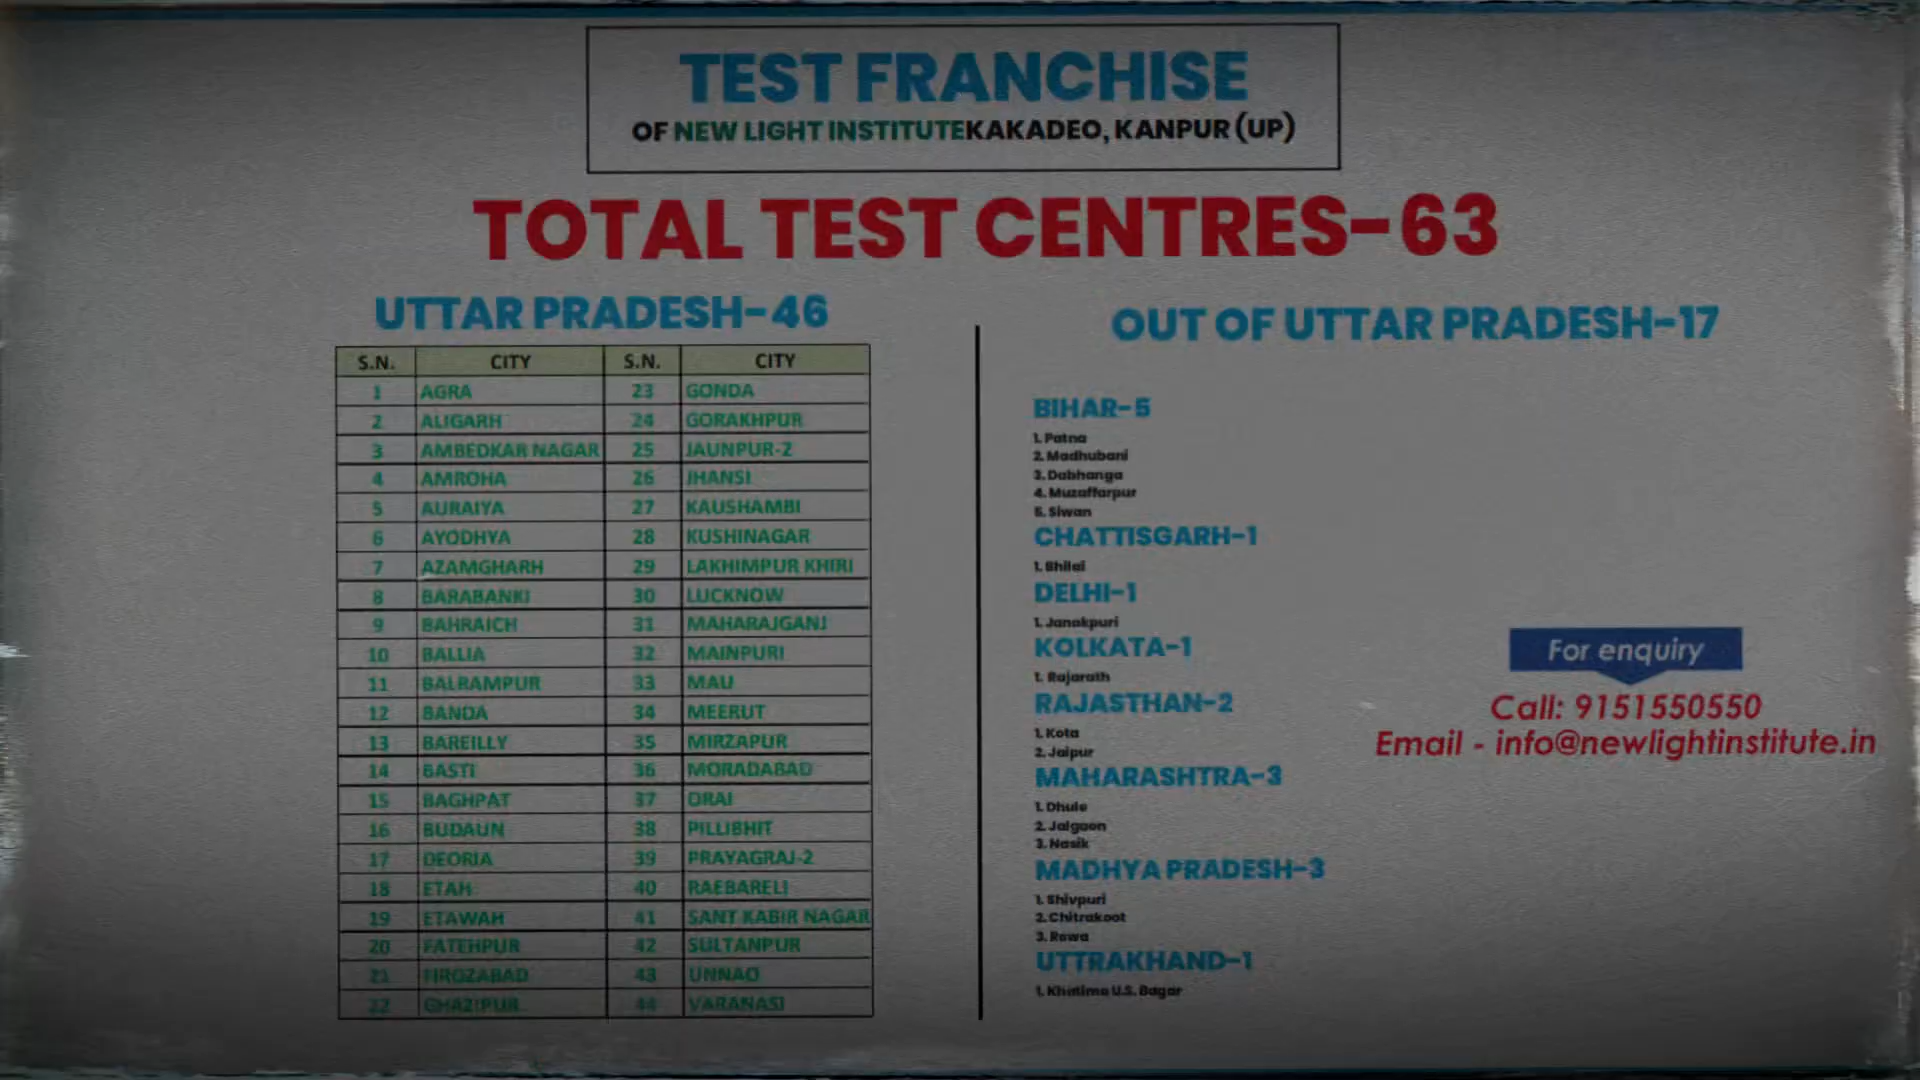 TEST FRANCHISE
OF NEW LIGHT INSTITUTEKAKADEO, KANPUR (UP)
TOTAL TEST CENTRES-63
UTTAR PRADESH-46
S.N. CITY S.N. CITY
1 AGRA 23 GONDA
2 ALIGARH 24 GORAKHPUR
3 AMBEDKAR NAGAR 25 JAUNPUR-2
4 AMROHA 26 JHANSI
5 AURAIYA 27 KAUSHAMBI
6 AYODHYA 28 KUSHINAGAR
7 AZAMGHARH 29 LAKHIMPUR KHIRI
8 BARABANKI 30 LUCKNOW
9 BAHRAICH 31 MAHARAJGANJ
10 BALLIA 32 MAINPURI
11 BALRAMPUR 33 MAU
12 BANDA 34 MEERUT
13 BAREILLY 35 MIRZAPUR
14 BASTI 36 MORADABAD
15 BAGHPAT 37 ORAI
16 BUDAUN 38 PILLIBHIT
17 DEORIA 39 PRAYAGRAJ-2
18 ETAH 40 RAEBARELI
19 ETAWAH 41 SANT KABIR NAGAR
20 FATEHPUR 42 SULTANPUR
21 FIROZABAD 43 UNNAO
22 GHAZIPUR 44 VARANASI
OUT OF UTTAR PRADESH-17
BIHAR-5
1. Patna
2. Madhubani
3. Dabhanga
4. Muzaffarpur
5. Siwan
CHATTISGARH-1
1. Bhilai
DELHI-1
1. Janakpuri
KOLKATA-1
1. Rajarath
RAJASTHAN-2
1. Kota
2. Jaipur
MAHARASHTRA-3
1. Dhule
2. Jalgaon
3. Nasik
MADHYA PRADESH-3
1. Shivpuri
2. Chitrakoot
3. Rewa
UTTRAKHAND-1
1. Khatima U.S. Bagar
For enquiry
Call: 9151550550
Email - info@newlightinstitute.in